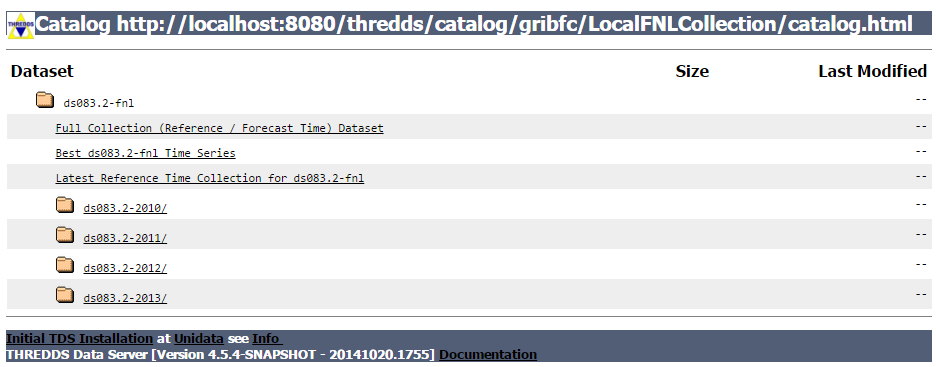 THREDDS
Catalog http://localhost:8080/thredds/catalog/gribfc/LocalFNLCollection/catalog.html
Dataset Size Last Modified
ds083.2-fnl --
Full Collection (Reference / Forecast Time) Dataset --
Best ds083.2-fnl Time Series --
Latest Reference Time Collection for ds083.2-fnl --
ds083.2-2010/ --
ds083.2-2011/ --
ds083.2-2012/ --
ds083.2-2013/ --
Initial TDS Installation at Unidata see Info
THREDDS Data Server [Version 4.5.4-SNAPSHOT - 20141020.1755] Documentation